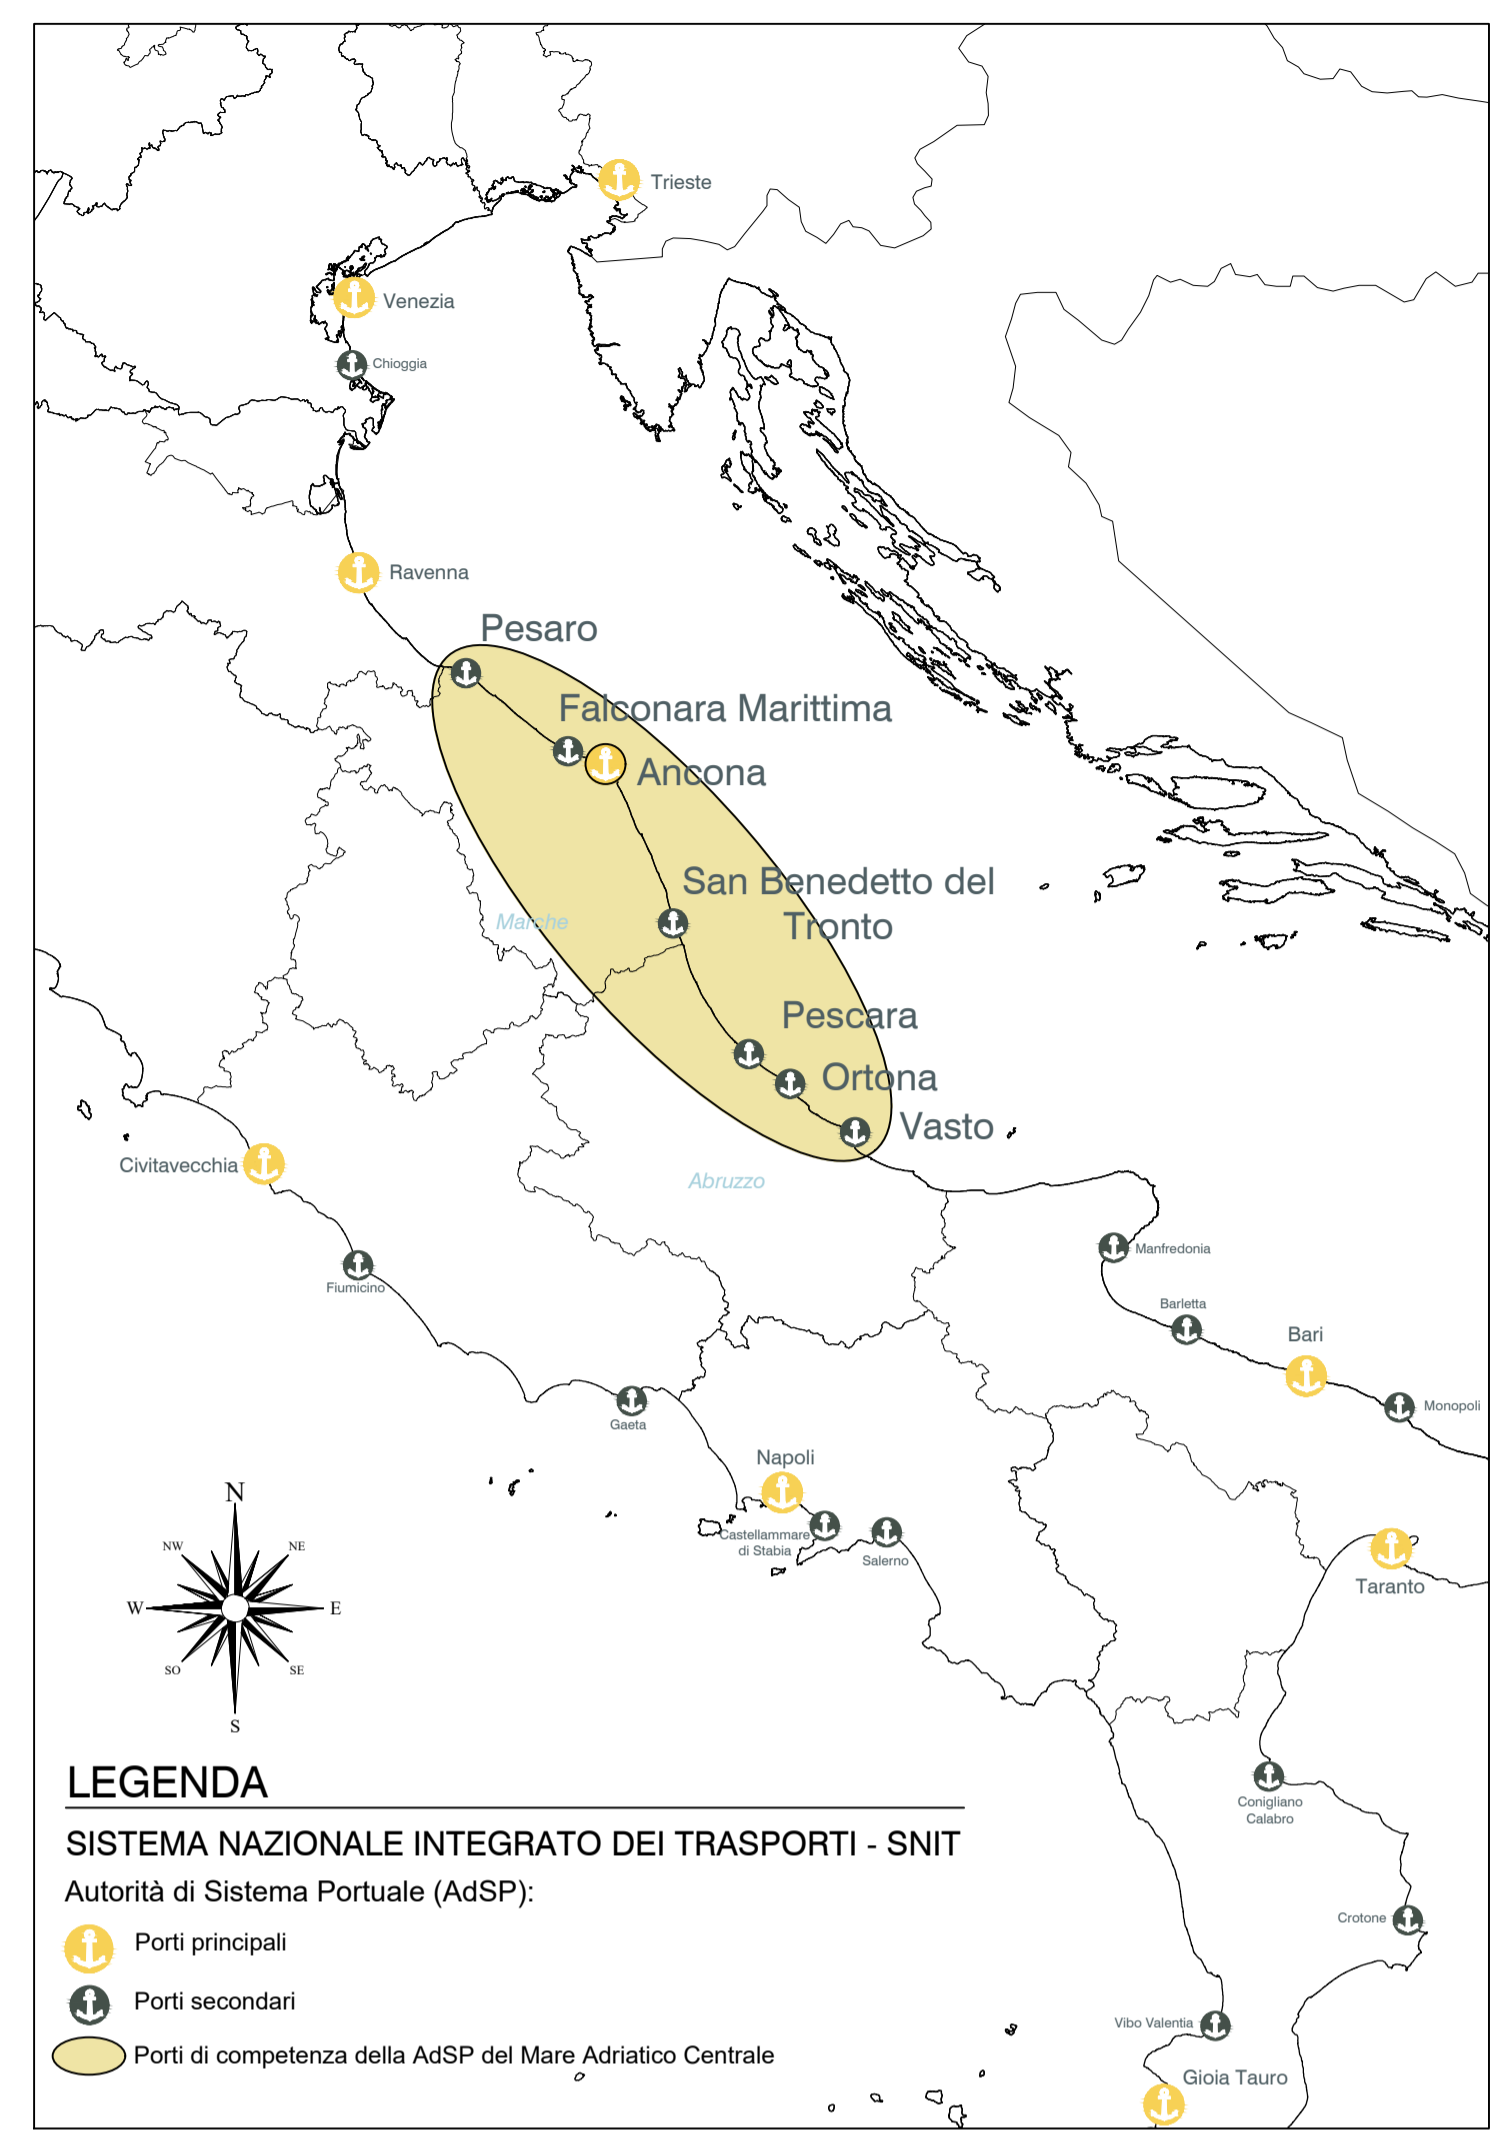 Trieste
Venezia
Chioggia
Ravenna
Pesaro
Falconara Marittima
Ancona
San Benedetto del
Tronto
Marche
Pescara
Ortona
Vasto
Civitavecchia
Abruzzo
Manfredonia
Fiumicino
Barletta
Bari
Monopoli
Gaeta
Napoli
Castellammare
di Stabia
Salerno
Taranto
N
NW
NE
W
E
SO
SE
S
LEGENDA
SISTEMA NAZIONALE INTEGRATO DEI TRASPORTI - SNIT
Autorità di Sistema Portuale (AdSP):
Porti principali
Porti secondari
Porti di competenza della AdSP del Mare Adriatico Centrale
Conigliano
Calabro
Crotone
Vibo Valentia
Gioia Tauro